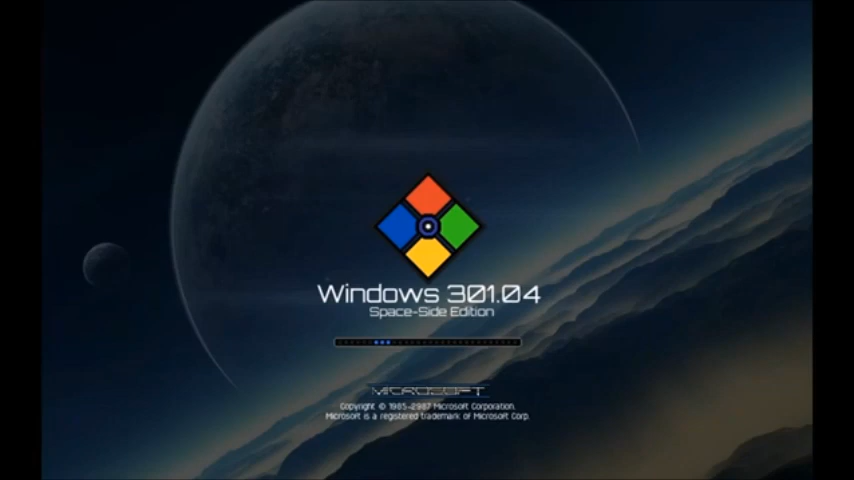 Windows 301.04
Space-Side Edition
MICROSOFT
Copyright © 1985-2987 Microsoft Corporation.
Microsoft is a registered trademark of Microsoft Corp.